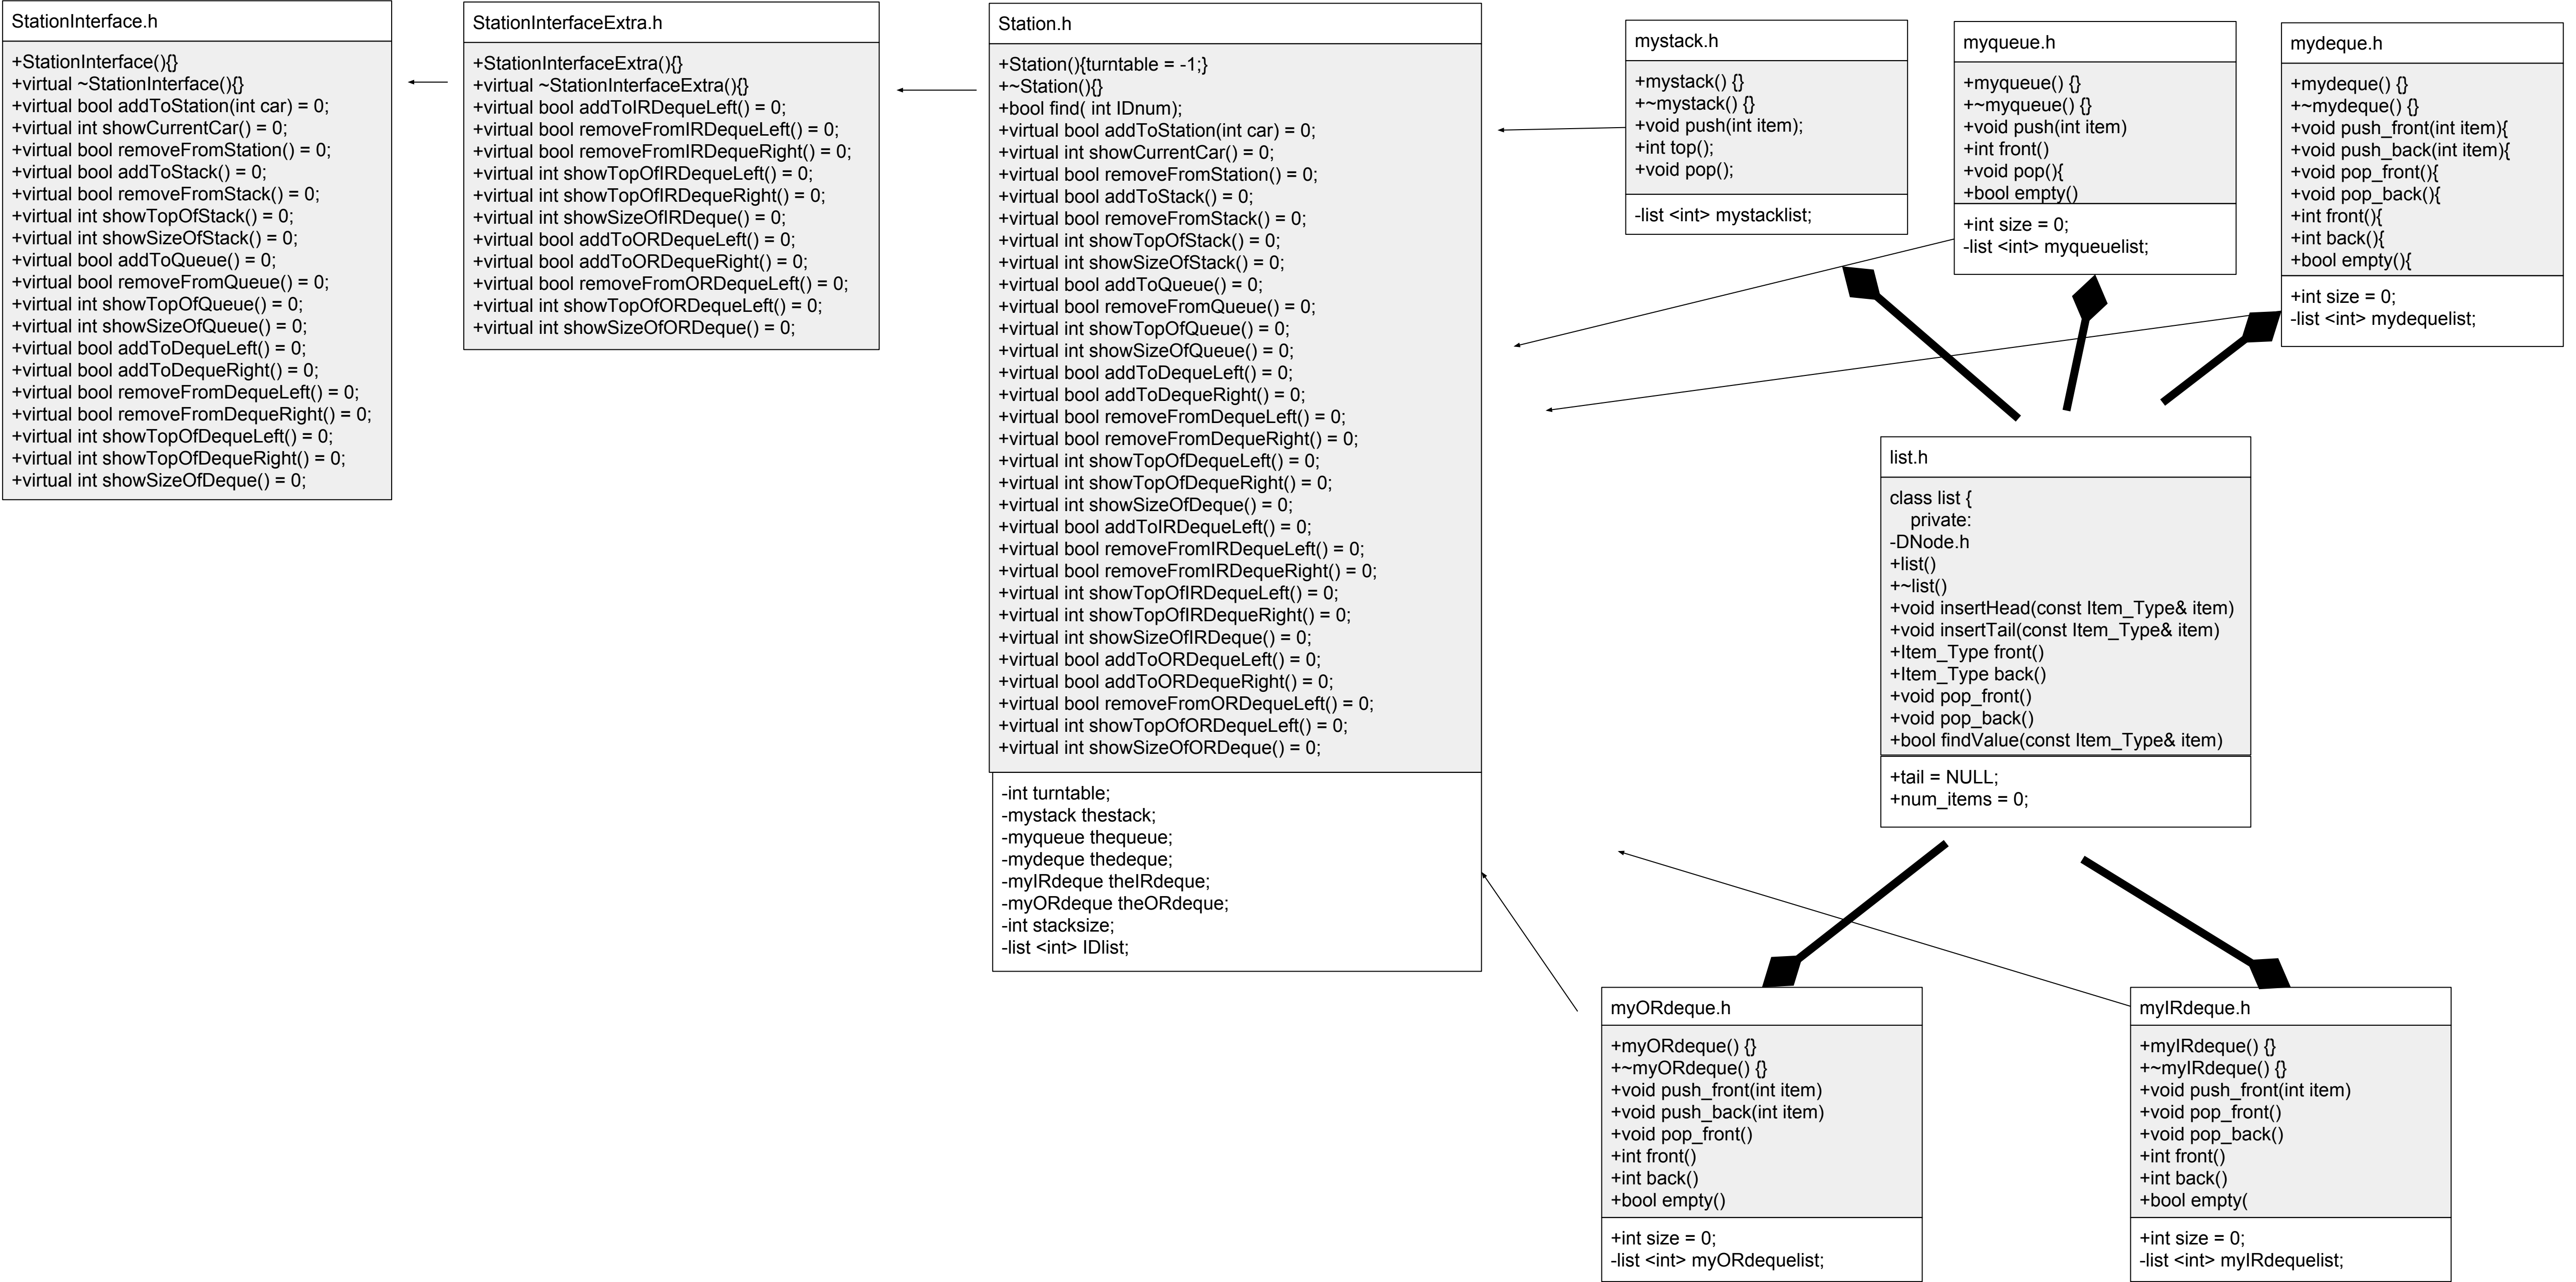 StationInterface.h
+StationInterface(){}
+virtual ~StationInterface(){}
+virtual bool addToStation(int car) = 0;
+virtual int showCurrentCar() = 0;
+virtual bool removeFromStation() = 0;
+virtual bool addToStack() = 0;
+virtual bool removeFromStack() = 0;
+virtual int showTopOfStack() = 0;
+virtual int showSizeOfStack() = 0;
+virtual bool addToQueue() = 0;
+virtual bool removeFromQueue() = 0;
+virtual int showTopOfQueue() = 0;
+virtual int showSizeOfQueue() = 0;
+virtual bool addToDequeLeft() = 0;
+virtual bool addToDequeRight() = 0;
+virtual bool removeFromDequeLeft() = 0;
+virtual bool removeFromDequeRight() = 0;
+virtual int showTopOfDequeLeft() = 0;
+virtual int showTopOfDequeRight() = 0;
+virtual int showSizeOfDeque() = 0;
StationInterfaceExtra.h
+StationInterfaceExtra(){}
+virtual ~StationInterfaceExtra(){}
+virtual bool addToIRDequeLeft() = 0;
+virtual bool removeFromIRDequeLeft() = 0;
+virtual bool removeFromIRDequeRight() = 0;
+virtual int showTopOfIRDequeLeft() = 0;
+virtual int showTopOfIRDequeRight() = 0;
+virtual int showSizeOfIRDeque() = 0;
+virtual bool addToORDequeLeft() = 0;
+virtual bool addToORDequeRight() = 0;
+virtual bool removeFromORDequeLeft() = 0;
+virtual int showTopOfORDequeLeft() = 0;
+virtual int showSizeOfORDeque() = 0;
Station.h
+Station(){turntable = -1;}
+~Station(){}
+bool find( int IDnum);
+virtual bool addToStation(int car) = 0;
+virtual int showCurrentCar() = 0;
+virtual bool removeFromStation() = 0;
+virtual bool addToStack() = 0;
+virtual bool removeFromStack() = 0;
+virtual int showTopOfStack() = 0;
+virtual int showSizeOfStack() = 0;
+virtual bool addToQueue() = 0;
+virtual bool removeFromQueue() = 0;
+virtual int showTopOfQueue() = 0;
+virtual int showSizeOfQueue() = 0;
+virtual bool addToDequeLeft() = 0;
+virtual bool addToDequeRight() = 0;
+virtual bool removeFromDequeLeft() = 0;
+virtual bool removeFromDequeRight() = 0;
+virtual int showTopOfDequeLeft() = 0;
+virtual int showTopOfDequeRight() = 0;
+virtual int showSizeOfDeque() = 0;
+virtual bool addToIRDequeLeft() = 0;
+virtual bool removeFromIRDequeLeft() = 0;
+virtual bool removeFromIRDequeRight() = 0;
+virtual int showTopOfIRDequeLeft() = 0;
+virtual int showTopOfIRDequeRight() = 0;
+virtual int showSizeOfIRDeque() = 0;
+virtual bool addToORDequeLeft() = 0;
+virtual bool addToORDequeRight() = 0;
+virtual bool removeFromORDequeLeft() = 0;
+virtual int showTopOfORDequeLeft() = 0;
+virtual int showSizeOfORDeque() = 0;
-int turntable;
-mystack thestack;
-myqueue thequeue;
-mydeque thedeque;
-myIRdeque theIRdeque;
-myORdeque theORdeque;
-int stacksize;
-list <int> IDlist;
mystack.h
+mystack() {}
+~mystack() {}
+void push(int item);
+int top();
+void pop();
-list <int> mystacklist;
myqueue.h
+myqueue() {}
+~myqueue() {}
+void push(int item)
+int front()
+void pop(){
+bool empty()
+int size = 0;
-list <int> myqueuelist;
mydeque.h
+mydeque() {}
+~mydeque() {}
+void push_front(int item){
+void push_back(int item){
+void pop_front(){
+void pop_back(){
+int front(){
+int back(){
+bool empty(){
+int size = 0;
-list <int> mydequelist;
list.h
class list {
private:
-DNode.h
+list()
+~list()
+void insertHead(const Item_Type& item)
+void insertTail(const Item_Type& item)
+Item_Type front()
+Item_Type back()
+void pop_front()
+void pop_back()
+bool findValue(const Item_Type& item)
+tail = NULL;
+num_items = 0;
myORdeque.h
+myORdeque() {}
+~myORdeque() {}
+void push_front(int item)
+void push_back(int item)
+void pop_front()
+int front()
+int back()
+bool empty()
+int size = 0;
-list <int> myORdequelist;
myIRdeque.h
+myIRdeque() {}
+~myIRdeque() {}
+void push_front(int item)
+void pop_front()
+void pop_back()
+int front()
+int back()
+bool empty(
+int size = 0;
-list <int> myIRdequelist;